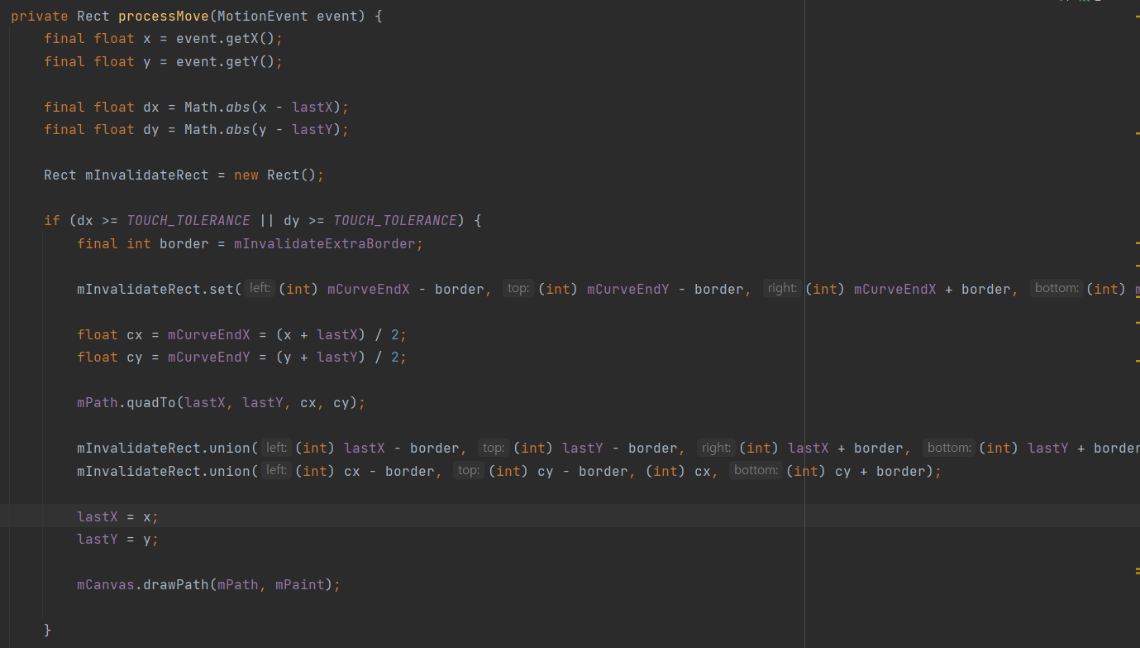 private Rect processMove(MotionEvent event) {
final float x = event.getX();
final float y = event.getY();
final float dx = Math.abs(x - lastX);
final float dy = Math.abs(y - lastY);
Rect mInvalidateRect = new Rect();
if (dx >= TOUCH_TOLERANCE || dy >= TOUCH_TOLERANCE) {
final int border = mInvalidateExtraBorder;
mInvalidateRect.set( left: (int) mCurveEndX - border, top: (int) mCurveEndY - border, right: (int) mCurveEndX + border, bottom: (int)
float cx = mCurveEndX = (x + lastX) / 2;
float cy = mCurveEndY = (y + lastY) / 2;
mPath.quadTo(lastX, lastY, cx, cy);
mInvalidateRect.union( left: (int) lastX - border, top: (int) lastY - border, right: (int) lastX + border, bottom: (int) lastY + border
mInvalidateRect.union( left: (int) cx - border, top: (int) cy - border, (int) cx, bottom: (int) cy + border);
lastX = x;
lastY = y;
mCanvas.drawPath(mPath, mPaint);
}